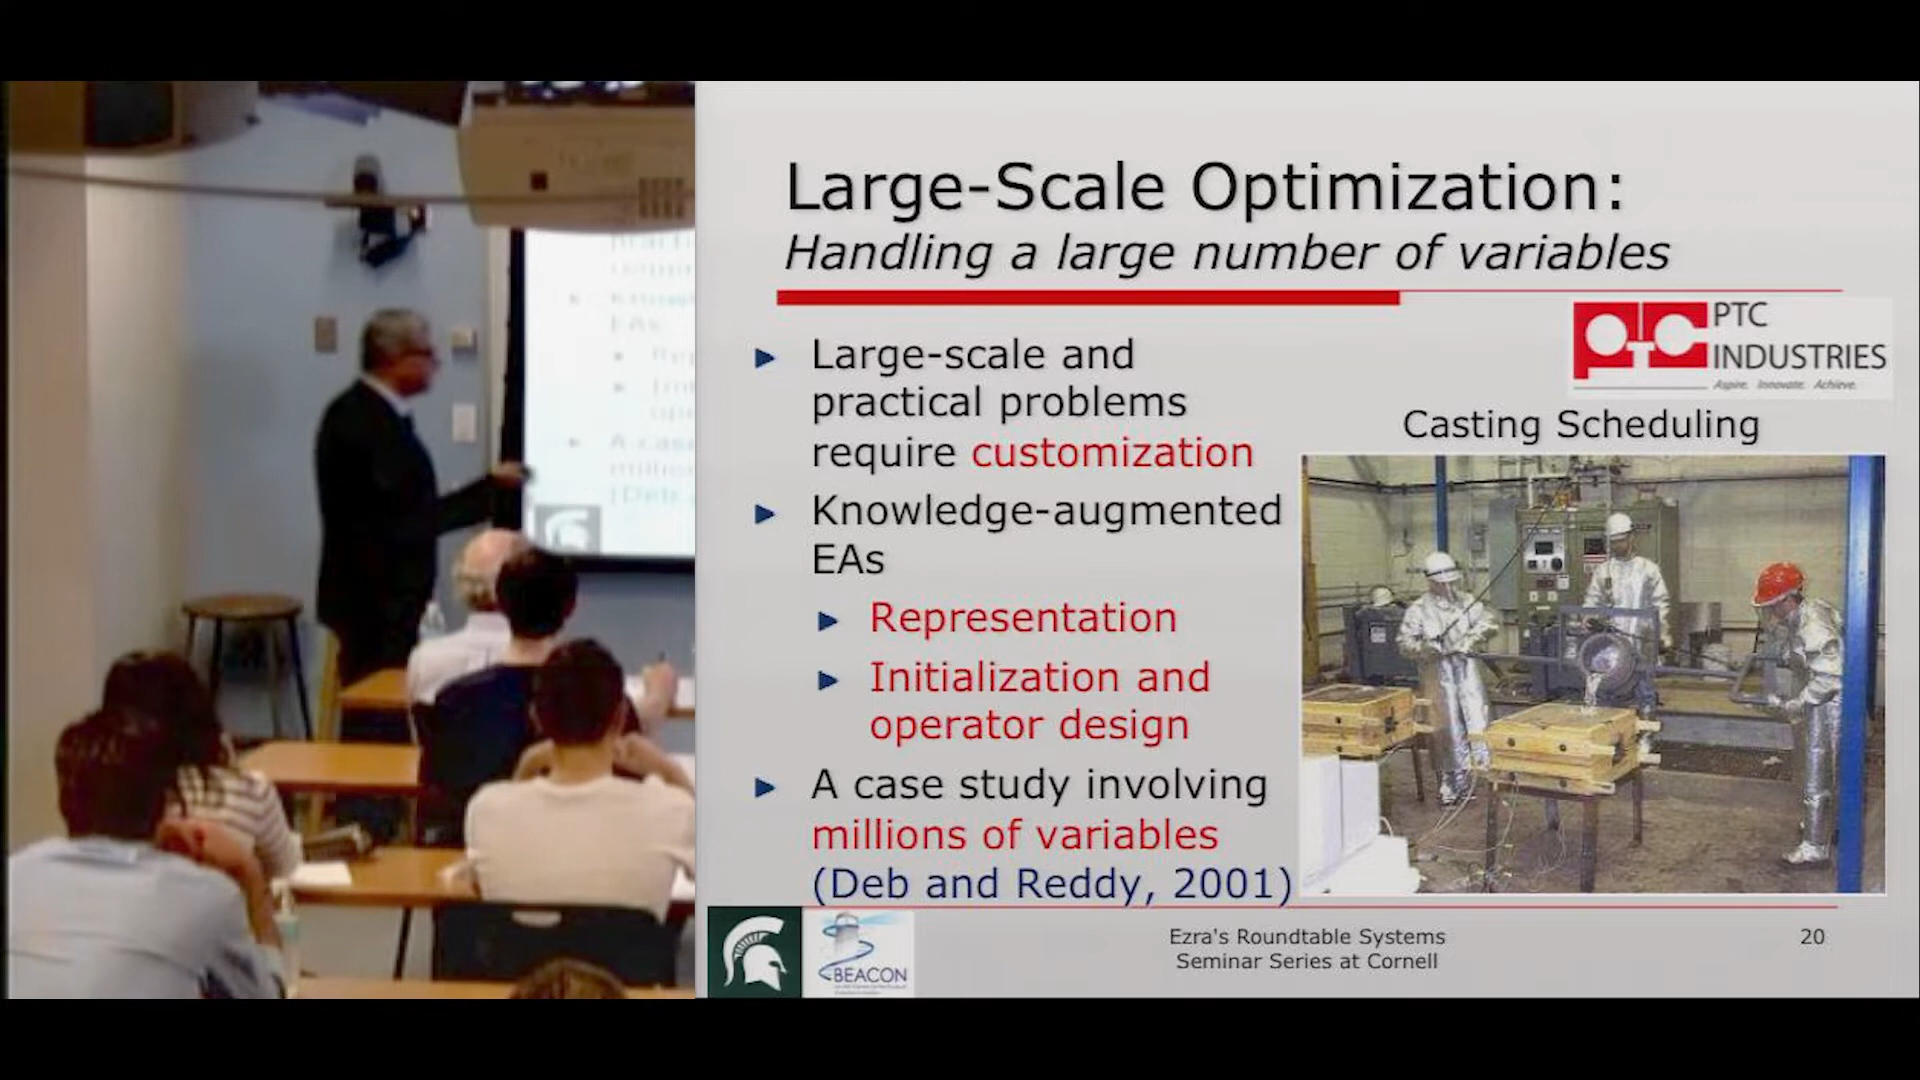 Large-Scale Optimization:
Handling a large number of variables
PTC
INDUSTRIES
Aspire. Innovate. Achieve.
Casting Scheduling
Large-scale and
practical problems
require customization
Knowledge-augmented
EAs
Representation
Initialization and
operator design
A case study involving
millions of variables
(Deb and Reddy, 2001)
BEACON
Ezra's Roundtable Systems
Seminar Series at Cornell
20